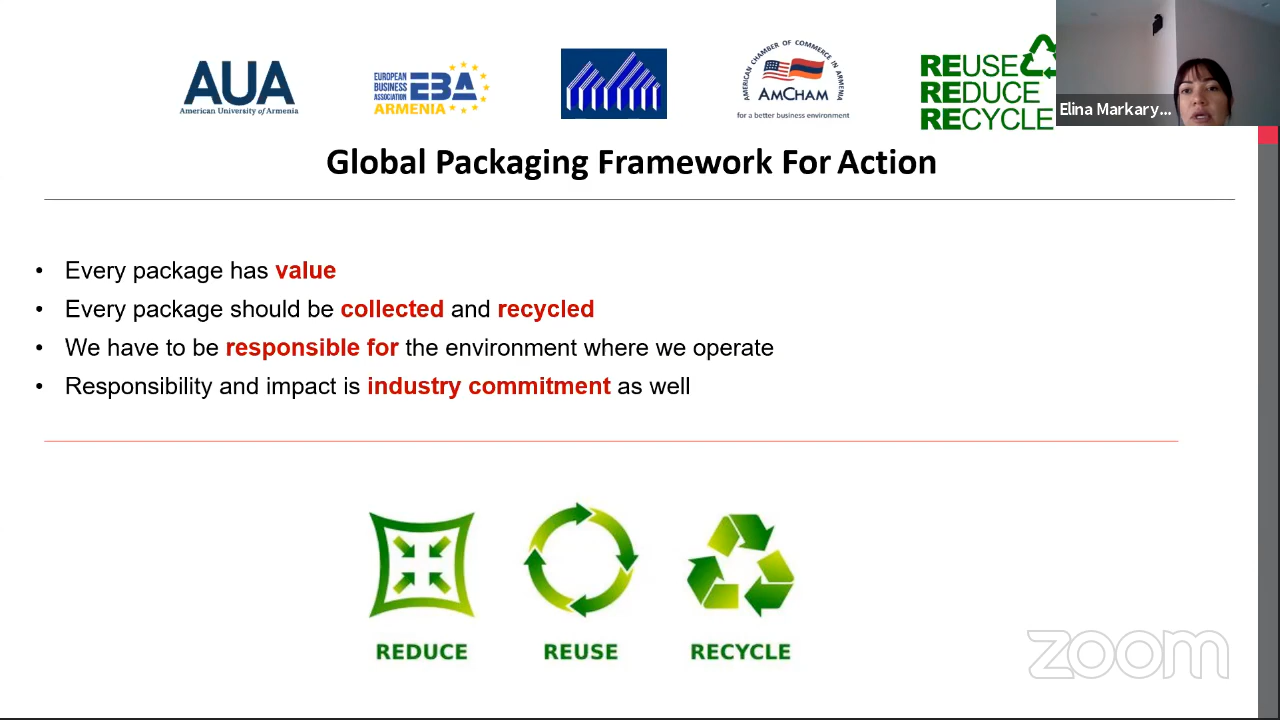 AUA
American University of Armenia
EUROPEAN
BUSINESS
ASSOCIATION
EBA
ARMENIA
AMERICAN CHAMBER OF COMMERCE IN ARMENIA
AMCHAM
for a better business environment
REUSE
REDUCE
RECYCLE
Elina Markary...
Global Packaging Framework For Action
• Every package has value
• Every package should be collected and recycled
• We have to be responsible for the environment where we operate
• Responsibility and impact is industry commitment as well
REDUCE
REUSE
RECYCLE
zoom